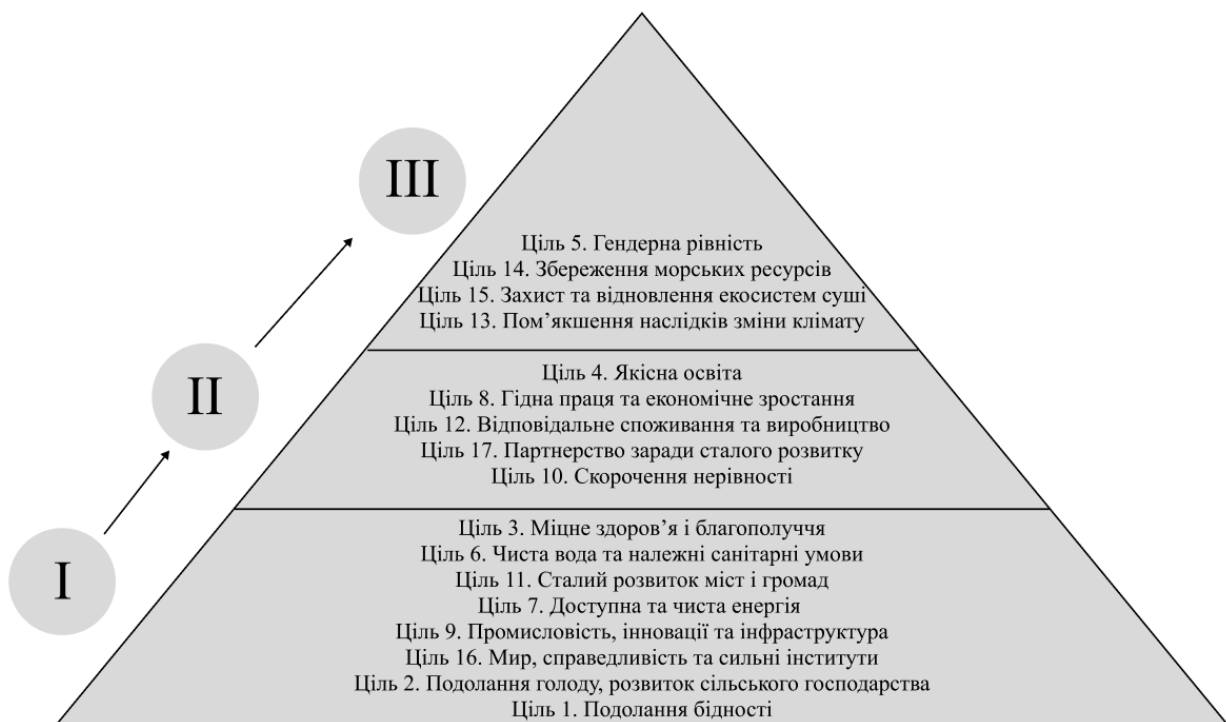 III
Ціль 5. Гендерна рівність
Ціль 14. Збереження морських ресурсів
Ціль 15. Захист та відновлення екосистем суші
Ціль 13. Пом’якшення наслідків зміни клімату
II
Ціль 4. Якісна освіта
Ціль 8. Гідна праця та економічне зростання
Ціль 12. Відповідальне споживання та виробництво
Ціль 17. Партнерство заради сталого розвитку
Ціль 10. Скорочення нерівності
I
Ціль 3. Міцне здоров’я і благополуччя
Ціль 6. Чиста вода та належні санітарні умови
Ціль 11. Сталий розвиток міст і громад
Ціль 7. Доступна та чиста енергія
Ціль 9. Промисловість, інновації та інфраструктура
Ціль 16. Мир, справедливість та сильні інститути
Ціль 2. Подолання голоду, розвиток сільського господарства
Ціль 1. Подолання бідності